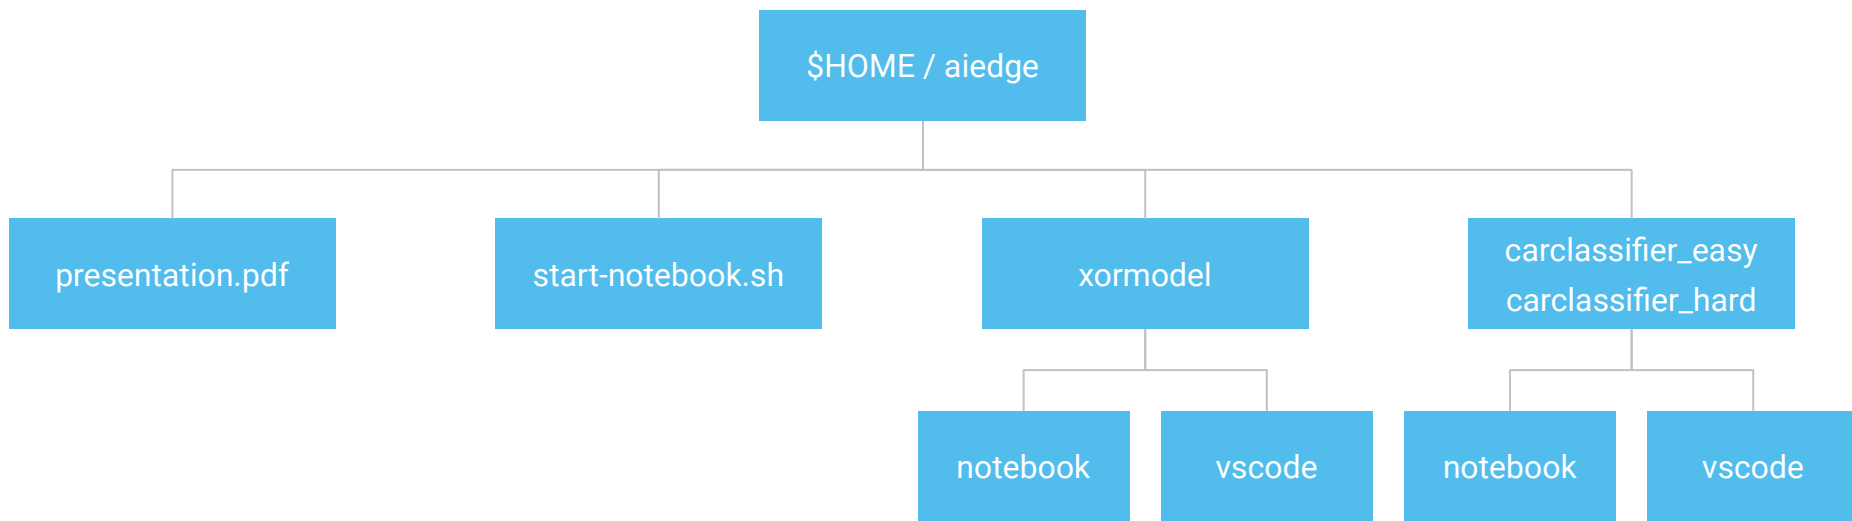 $HOME / aiedge
presentation.pdf
start-notebook.sh
xormodel
carclassifier_easy
carclassifier_hard
notebook
vscode
notebook
vscode